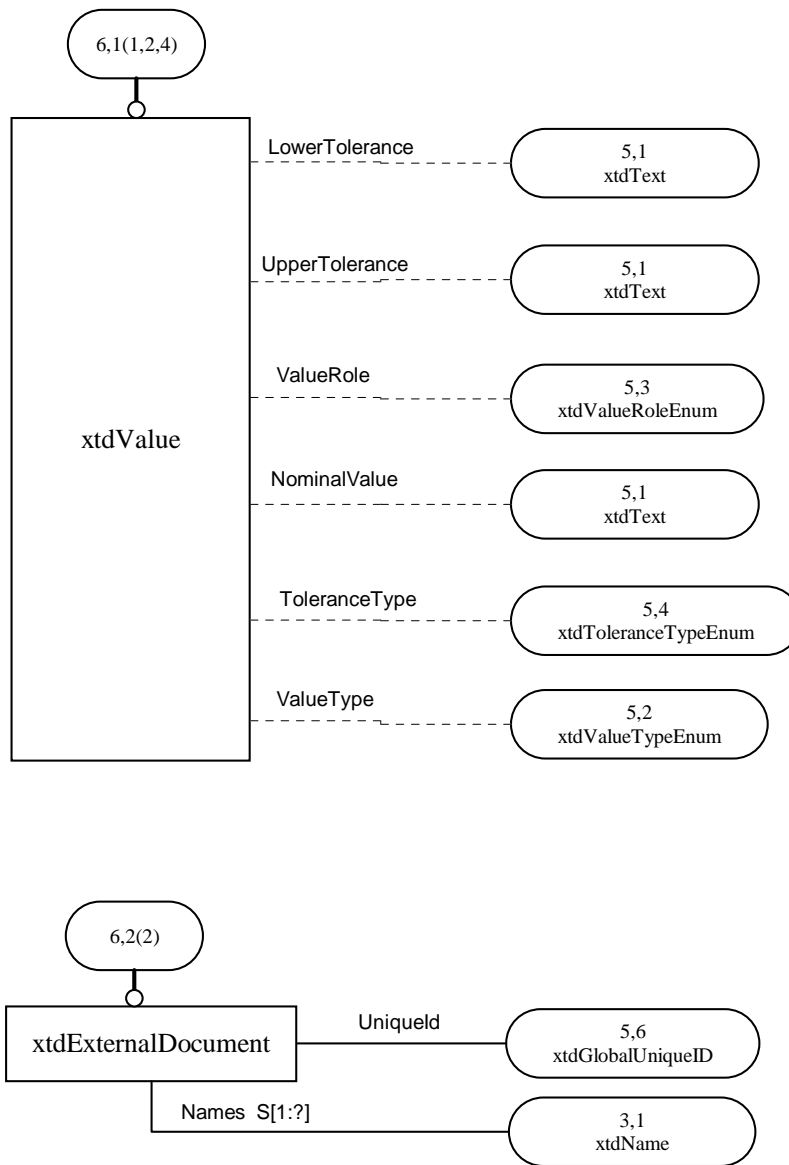 6,1(1,2,4)
LowerTolerance
5,1
xtdText
UpperTolerance
5,1
xtdText
ValueRole
5,3
xtdValueRoleEnum
xtdValue
NominalValue
5,1
xtdText
ToleranceType
5,4
xtdToleranceTypeEnum
ValueType
5,2
xtdValueTypeEnum
6,2(2)
xtdExternalDocument
UniqueId
5,6
xtdGlobalUniqueID
Names S[1:?]
3,1
xtdName